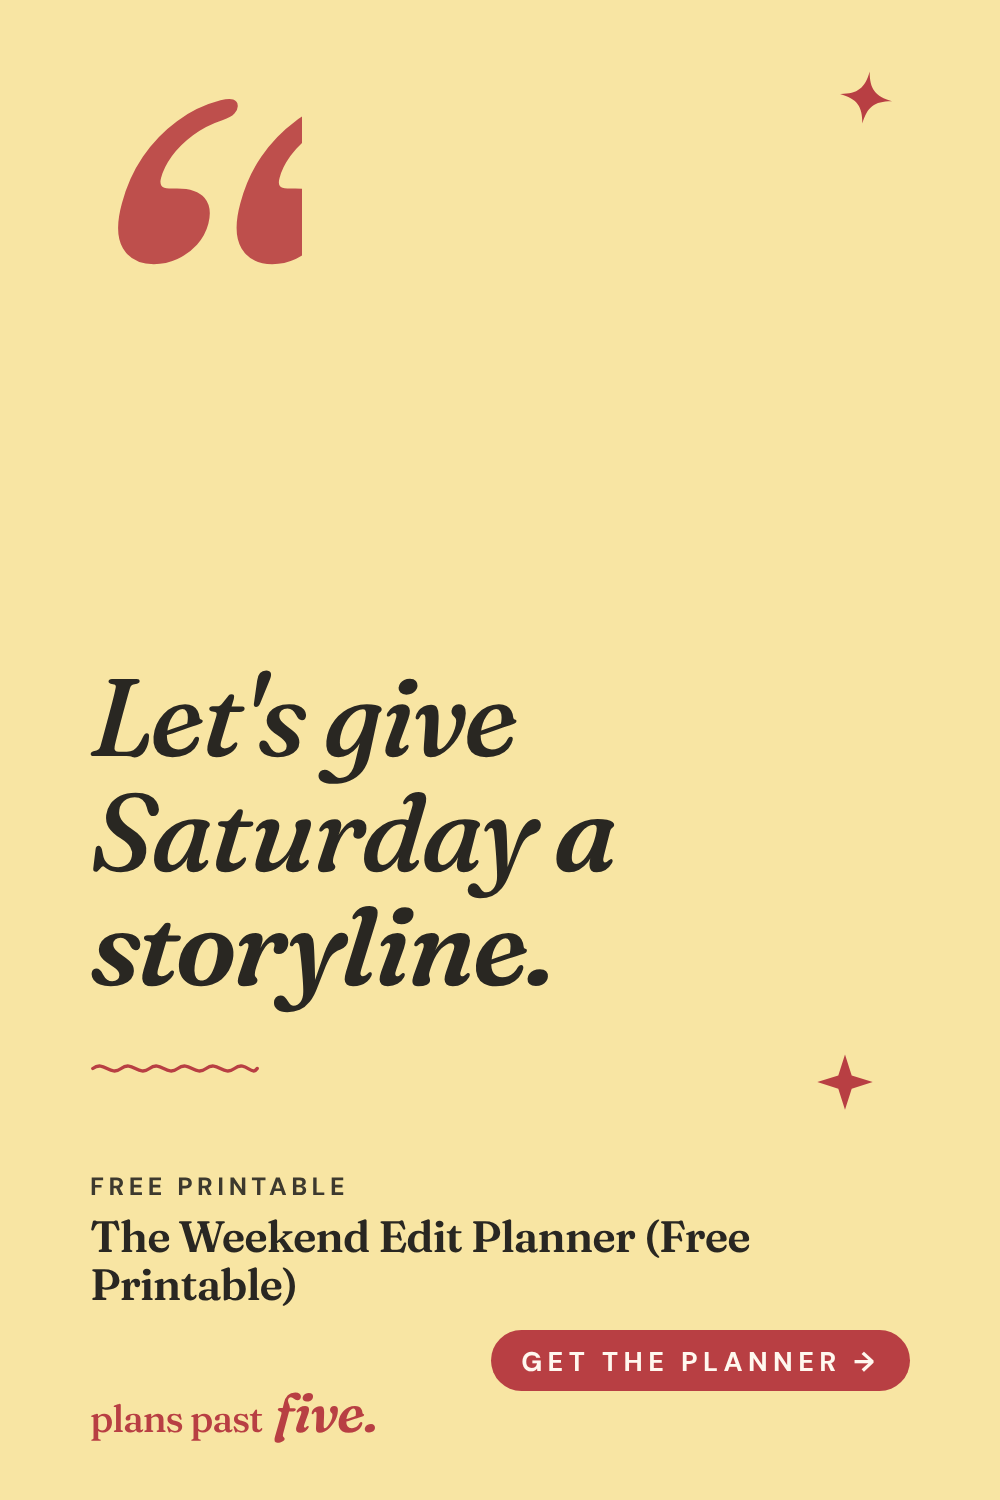 “
Let's give
Saturday a
storyline.
FREE PRINTABLE
The Weekend Edit Planner (Free
Printable)
GET THE PLANNER →
plans past five.